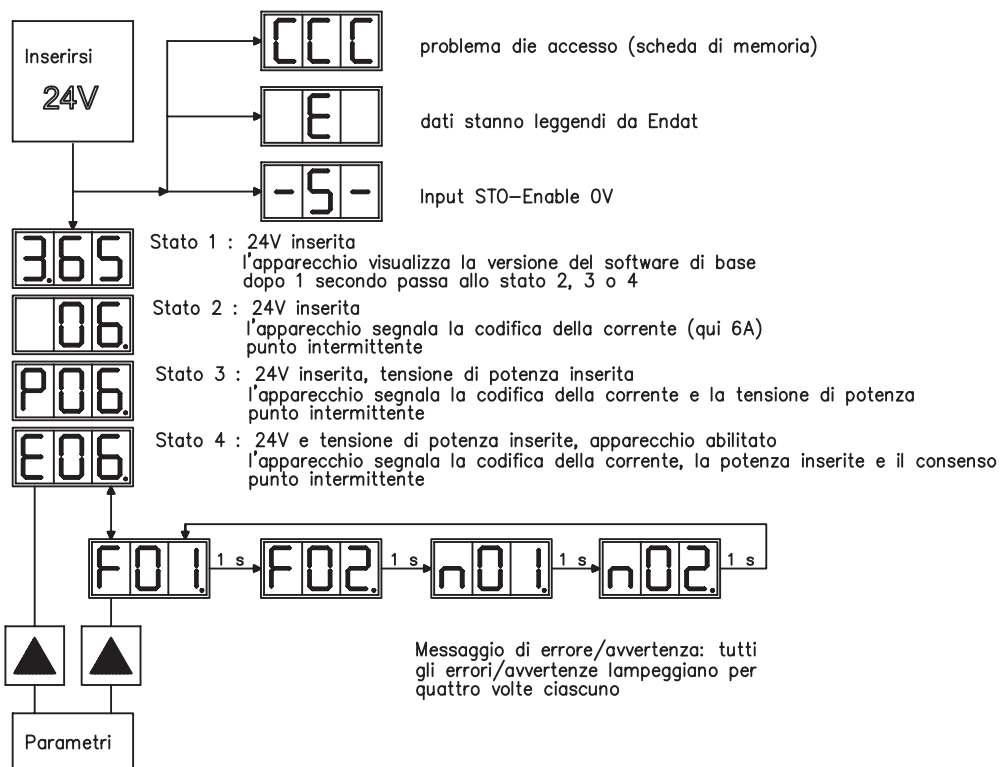 Inserirsi
24V
CCC
problema die accesso (scheda di memoria)
E
dati stanno leggendi da Endat
-S-
Input STO-Enable 0V
3.65
Stato 1 : 24V inserita
l'apparecchio visualizza la versione del software di base
dopo 1 secondo passa allo stato 2, 3 o 4
06.
Stato 2 : 24V inserita
l'apparecchio segnala la codifica della corrente (qui 6A)
punto intermittente
P06.
Stato 3 : 24V inserita, tensione di potenza inserita
l'apparecchio segnala la codifica della corrente e la tensione di potenza
punto intermittente
E06.
Stato 4 : 24V e tensione di potenza inserite, apparecchio abilitato
l'apparecchio segnala la codifica della corrente, la potenza inserite e il consenso
punto intermittente
F01. 1 s F02. 1 s n01. 1 s n02. 1 s
Messaggio di errore/avvertenza: tutti
gli errori/avvertenze lampeggiano per
quattro volte ciascuno
Parametri